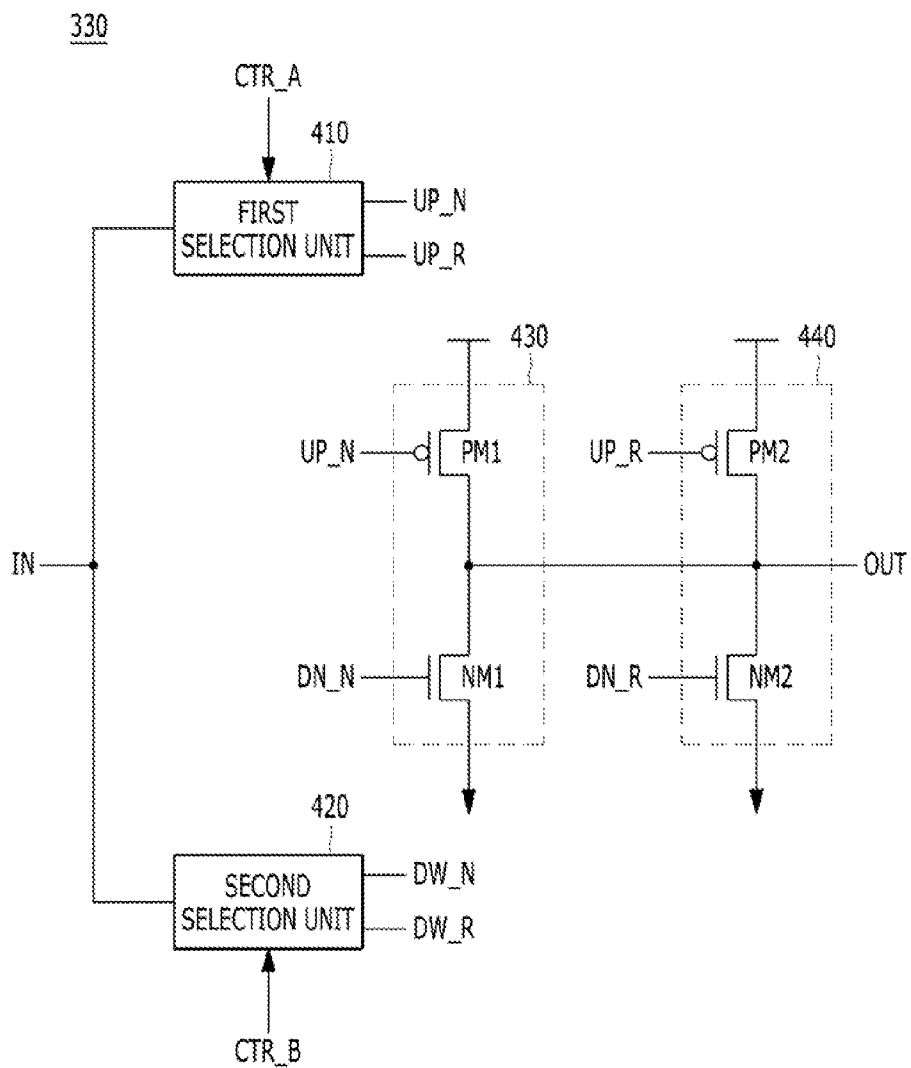 330
CTR_A
410
FIRST
SELECTION UNIT
UP_N
UP_R
430
440
UP_N
PM1
UP_R
PM2
IN
OUT
DN_N
NM1
DN_R
NM2
420
SECOND
SELECTION UNIT
DW_N
DW_R
CTR_B